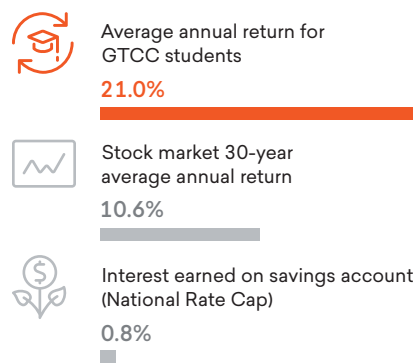 Average annual return for
GTCC students
21.0%
Stock market 30-year
average annual return
10.6%
$
Interest earned on savings account
(National Rate Cap)
0.8%